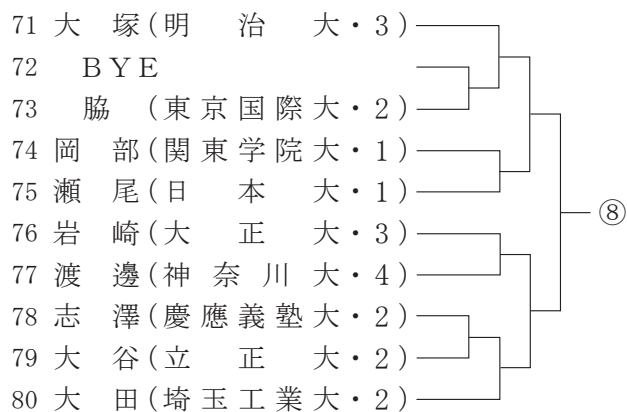 71 大 塚(明 治 大・3)
72 BYE
73 脇 (東京国際大・2)
74 岡 部(関東学院大・1)
75 瀬 尾(日 本 大・1)
76 岩 崎(大 正 大・3)
77 渡 邊(神 奈 川 大・4)
78 志 澤(慶應義塾大・2)
79 大 谷(立 正 大・2)
80 大 田(埼玉工業大・2)
⑧